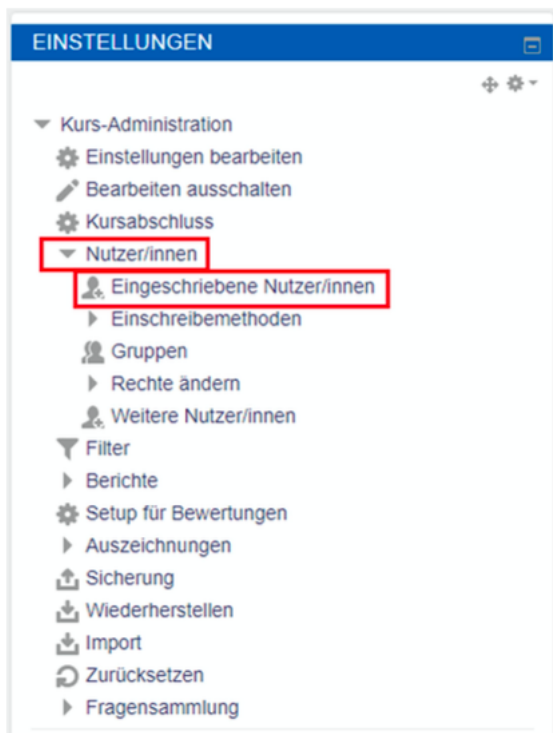 EINSTELLUNGEN
Kurs-Administration
Einstellungen bearbeiten
Bearbeiten ausschalten
Kursabschluss
Nutzer/innen
Eingeschriebene Nutzer/innen
Einschreibemethoden
Gruppen
Rechte ändern
Weitere Nutzer/innen
Filter
Berichte
Setup für Bewertungen
Auszeichnungen
Sicherung
Wiederherstellen
Import
Zurücksetzen
Fragensammlung